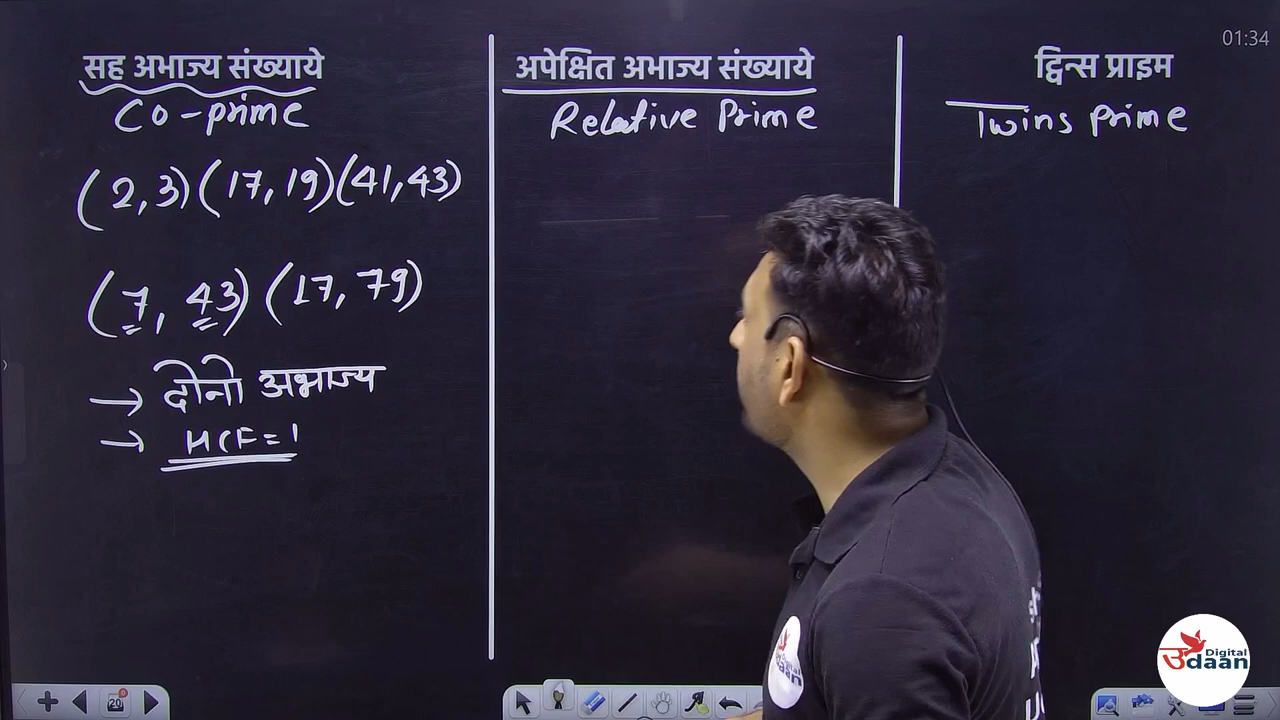 01:34
सह अभाज्य संख्याये
Co-prime
(2,3) (17,19) (41,43)
(7, 43) (17, 79)
→ दोनो अभाज्य
→ HCF = 1
अपेक्षित अभाज्य संख्याये
Relative Prime
ट्विन्स प्राइम
Twins prime
20
Digital
उdaan